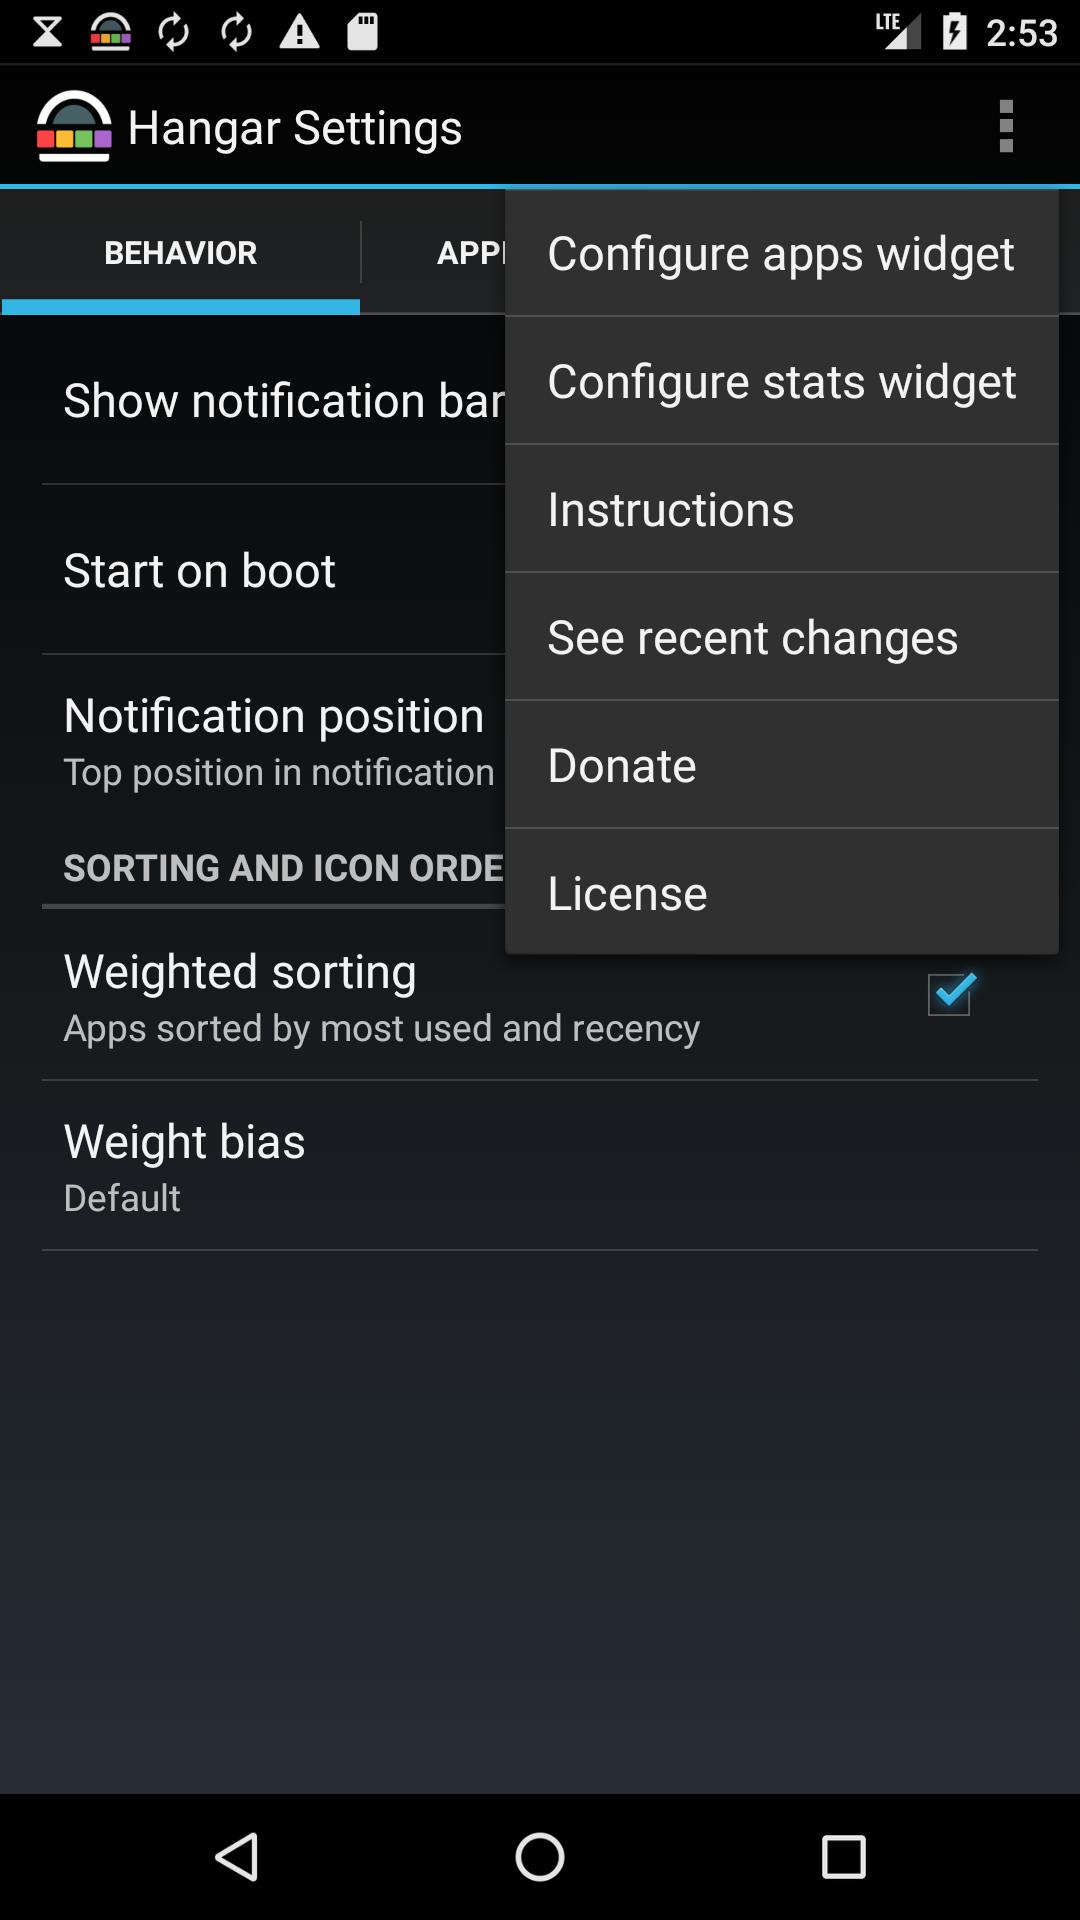 LTE 2:53
Hangar Settings
BEHAVIOR
APP
Configure apps widget
Configure stats widget
Instructions
See recent changes
Donate
License
Show notification bar
Start on boot
Notification position
Top position in notification
SORTING AND ICON ORDE
Weighted sorting
Apps sorted by most used and recency
Weight bias
Default